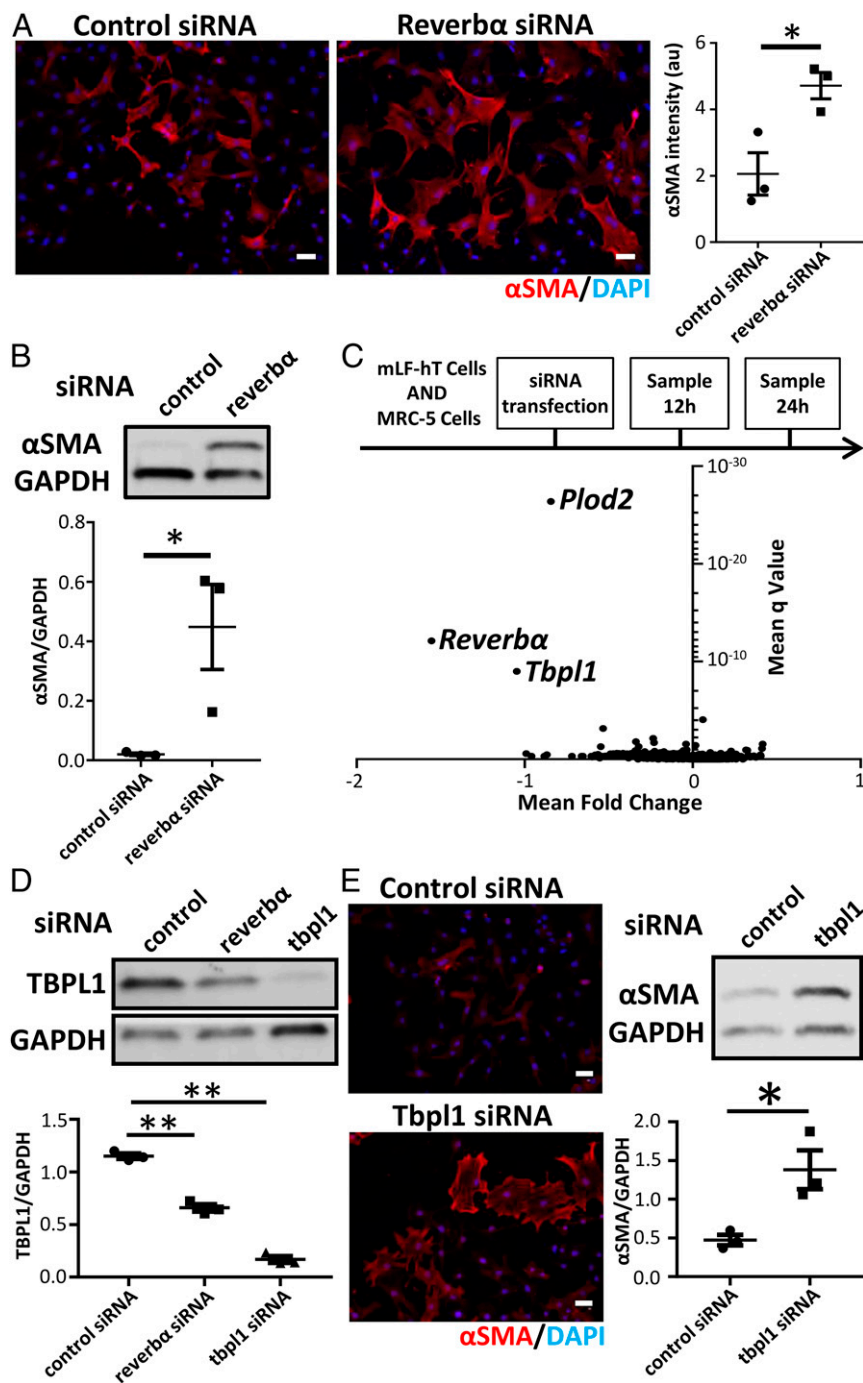 A
Control siRNA
Reverbα siRNA
αSMA/DAPI
αSMA intensity (au)
6
4
2
0
*
control siRNA
reverbα siRNA
B
siRNA
control
reverbα
αSMA
GAPDH
αSMA/GAPDH
0.8
0.6
0.4
0.2
0.0
*
control siRNA
reverbα siRNA
C
mLF-hT Cells
AND
MRC-5 Cells
siRNA
transfection
Sample
12h
Sample
24h
Plod2
Reverbα
Tbpl1
10-30
10-20
10-10
Mean q Value
-2
-1
0
1
Mean Fold Change
D
siRNA
control
reverbα
tbpl1
TBPL1
GAPDH
TBPL1/GAPDH
1.5
1.0
0.5
0.0
**
**
control siRNA
reverbα siRNA
tbpl1 siRNA
E
Control siRNA
Tbpl1 siRNA
αSMA/DAPI
siRNA
control
tbpl1
αSMA
GAPDH
αSMA/GAPDH
2.0
1.5
1.0
0.5
0.0
*
control siRNA
tbpl1 siRNA